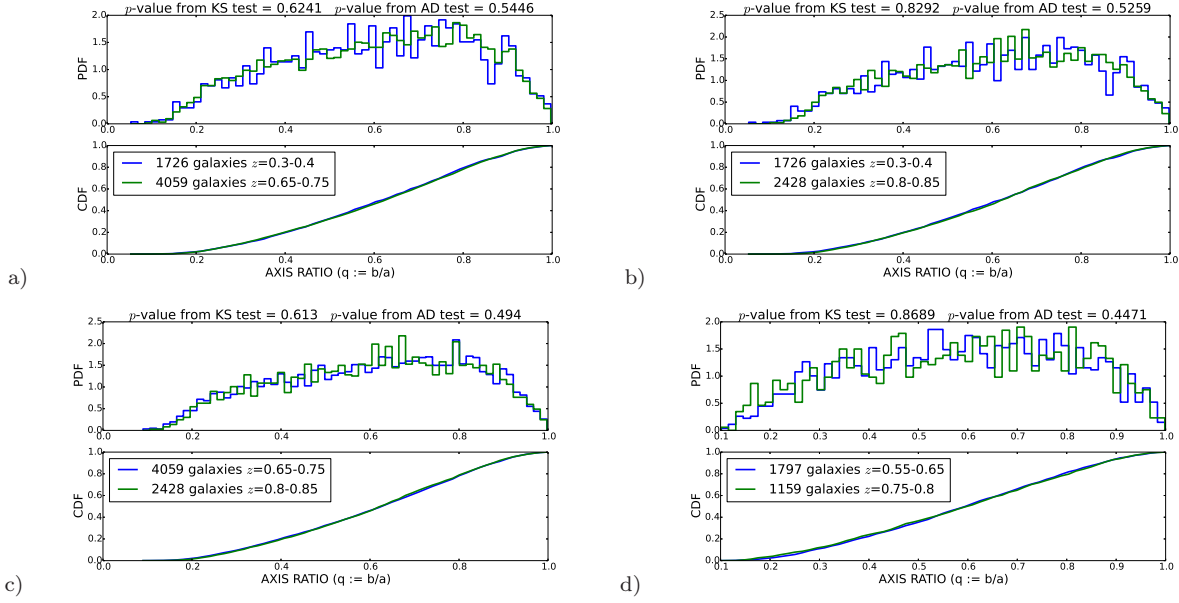 p-value from KS test = 0.6241 p-value from AD test = 0.5446
2.0
1.5
1.0
0.5
0.0
PDF
0.0 0.2 0.4 0.6 0.8 1.0
1.0
0.8
0.6
0.4
0.2
0.0
CDF
1726 galaxies z=0.3-0.4
4059 galaxies z=0.65-0.75
0.0 0.2 0.4 0.6 0.8 1.0
AXIS RATIO (q := b/a)
a)
p-value from KS test = 0.8292 p-value from AD test = 0.5259
2.5
2.0
1.5
1.0
0.5
0.0
PDF
0.0 0.2 0.4 0.6 0.8 1.0
1.0
0.8
0.6
0.4
0.2
0.0
CDF
1726 galaxies z=0.3-0.4
2428 galaxies z=0.8-0.85
0.0 0.2 0.4 0.6 0.8 1.0
AXIS RATIO (q := b/a)
b)
p-value from KS test = 0.613 p-value from AD test = 0.494
2.5
2.0
1.5
1.0
0.5
0.0
PDF
0.0 0.2 0.4 0.6 0.8 1.0
1.0
0.8
0.6
0.4
0.2
0.0
CDF
4059 galaxies z=0.65-0.75
2428 galaxies z=0.8-0.85
0.0 0.2 0.4 0.6 0.8 1.0
AXIS RATIO (q := b/a)
c)
p-value from KS test = 0.8689 p-value from AD test = 0.4471
2.0
1.5
1.0
0.5
0.0
PDF
0.1 0.2 0.3 0.4 0.5 0.6 0.7 0.8 0.9 1.0
1.0
0.8
0.6
0.4
0.2
0.0
CDF
1797 galaxies z=0.55-0.65
1159 galaxies z=0.75-0.8
0.1 0.2 0.3 0.4 0.5 0.6 0.7 0.8 0.9 1.0
AXIS RATIO (q := b/a)
d)